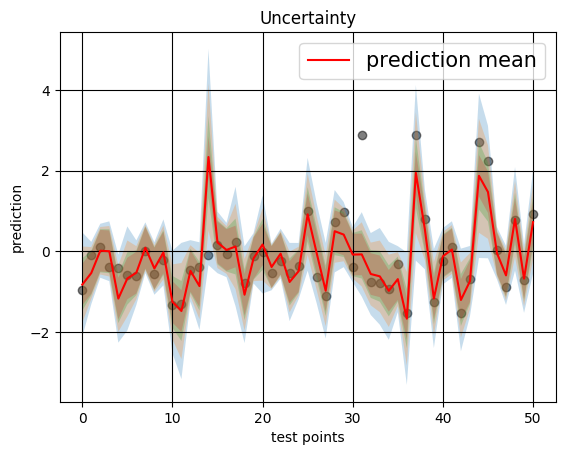 Uncertainty
prediction mean
4
2
0
−2
prediction
0 10 20 30 40 50
test points